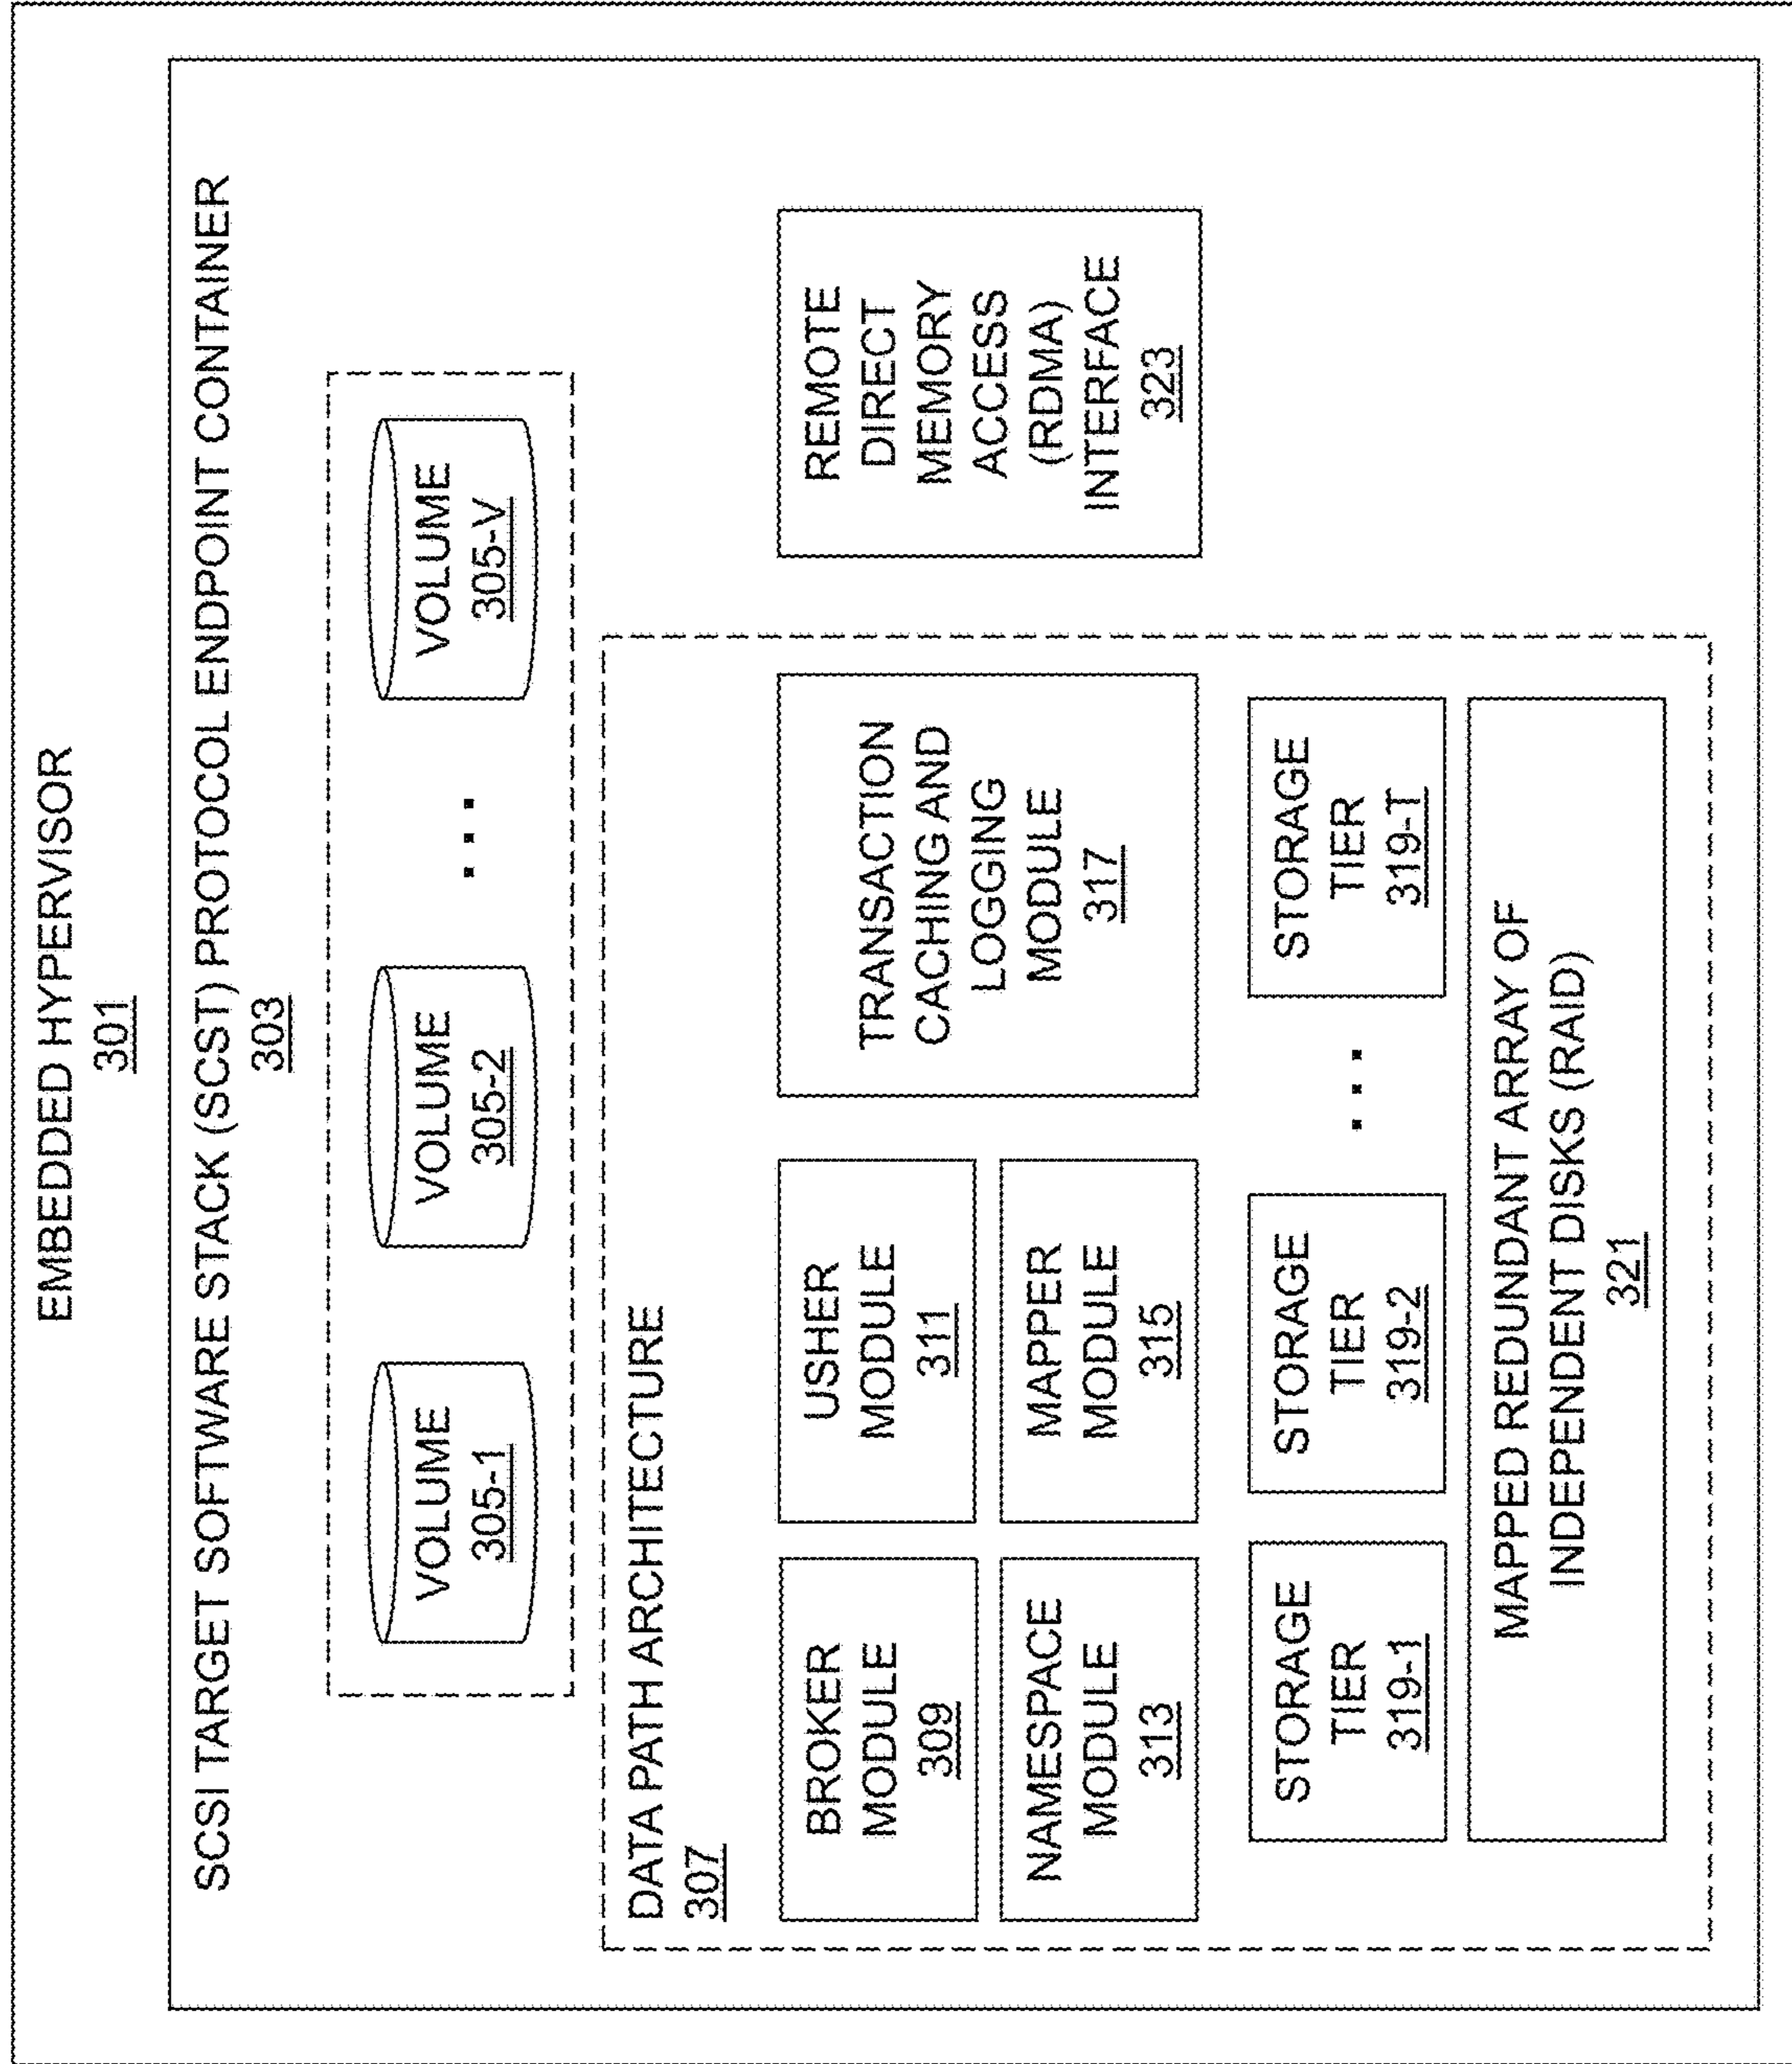 EMBEDDED HYPERVISOR
301
SCSI TARGET SOFTWARE STACK (SCST) PROTOCOL ENDPOINT CONTAINER
303
VOLUME
305-1
VOLUME
305-2
...
VOLUME
305-V
DATA PATH ARCHITECTURE
307
BROKER
MODULE
309
USHER
MODULE
311
NAMESPACE
MODULE
313
MAPPER
MODULE
315
TRANSACTION
CACHING AND
LOGGING
MODULE
317
REMOTE
DIRECT
MEMORY
ACCESS
(RDMA)
INTERFACE
323
STORAGE
TIER
319-1
STORAGE
TIER
319-2
...
STORAGE
TIER
319-T
MAPPED REDUNDANT ARRAY OF
INDEPENDENT DISKS (RAID)
321